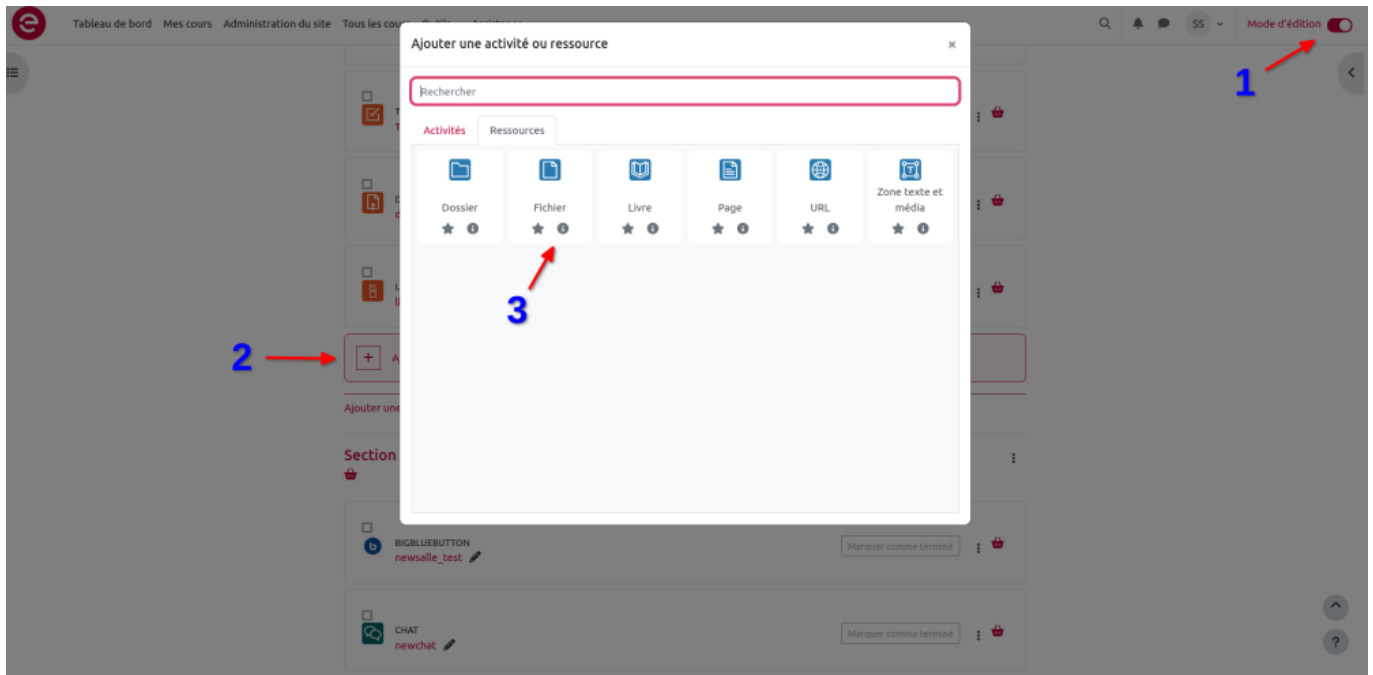 e Tableau de bord Mes cours Administration du site Tous les cou SS Mode d'édition
1
Ajouter une activité ou ressource ×
Rechercher
Activités Ressources
Dossier Fichier Livre Page URL Zone texte et
média
3
2
+ A
Ajouter une
Section
BIGBLUEBUTTON
newsalle_test Marquer comme terminé
CHAT
newchat Marquer comme terminé
?